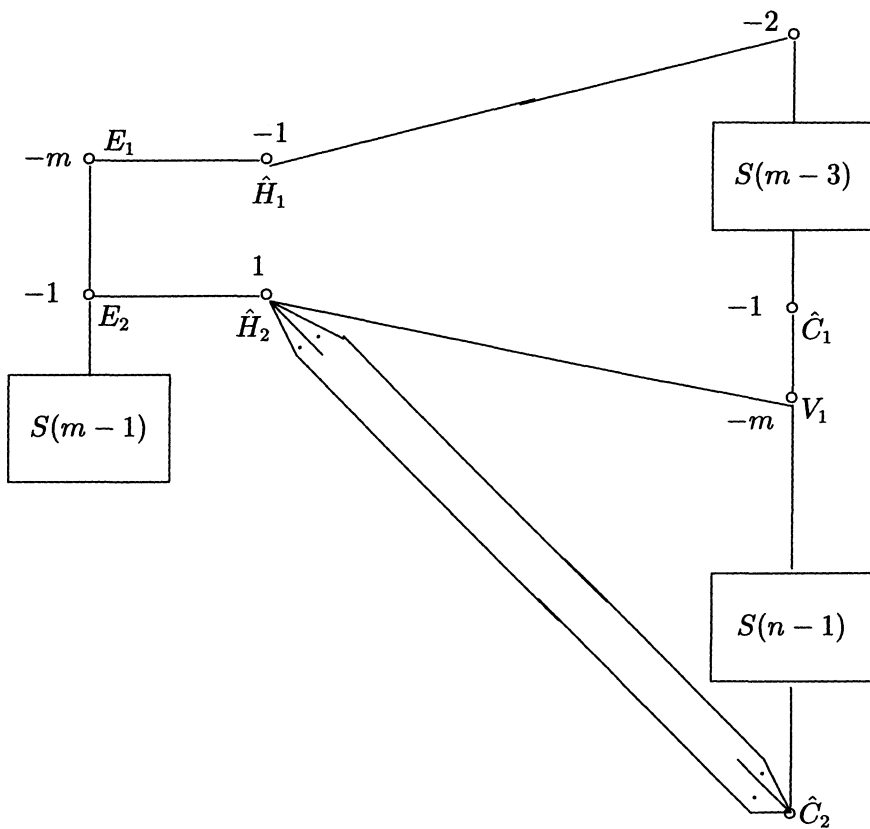 −2
−m E₁ −1
Ĥ₁
S(m − 3)
−1 1
E₂ Ĥ₂
−1 Ĉ₁
−m V₁
S(m − 1)
S(n − 1)
Ĉ₂